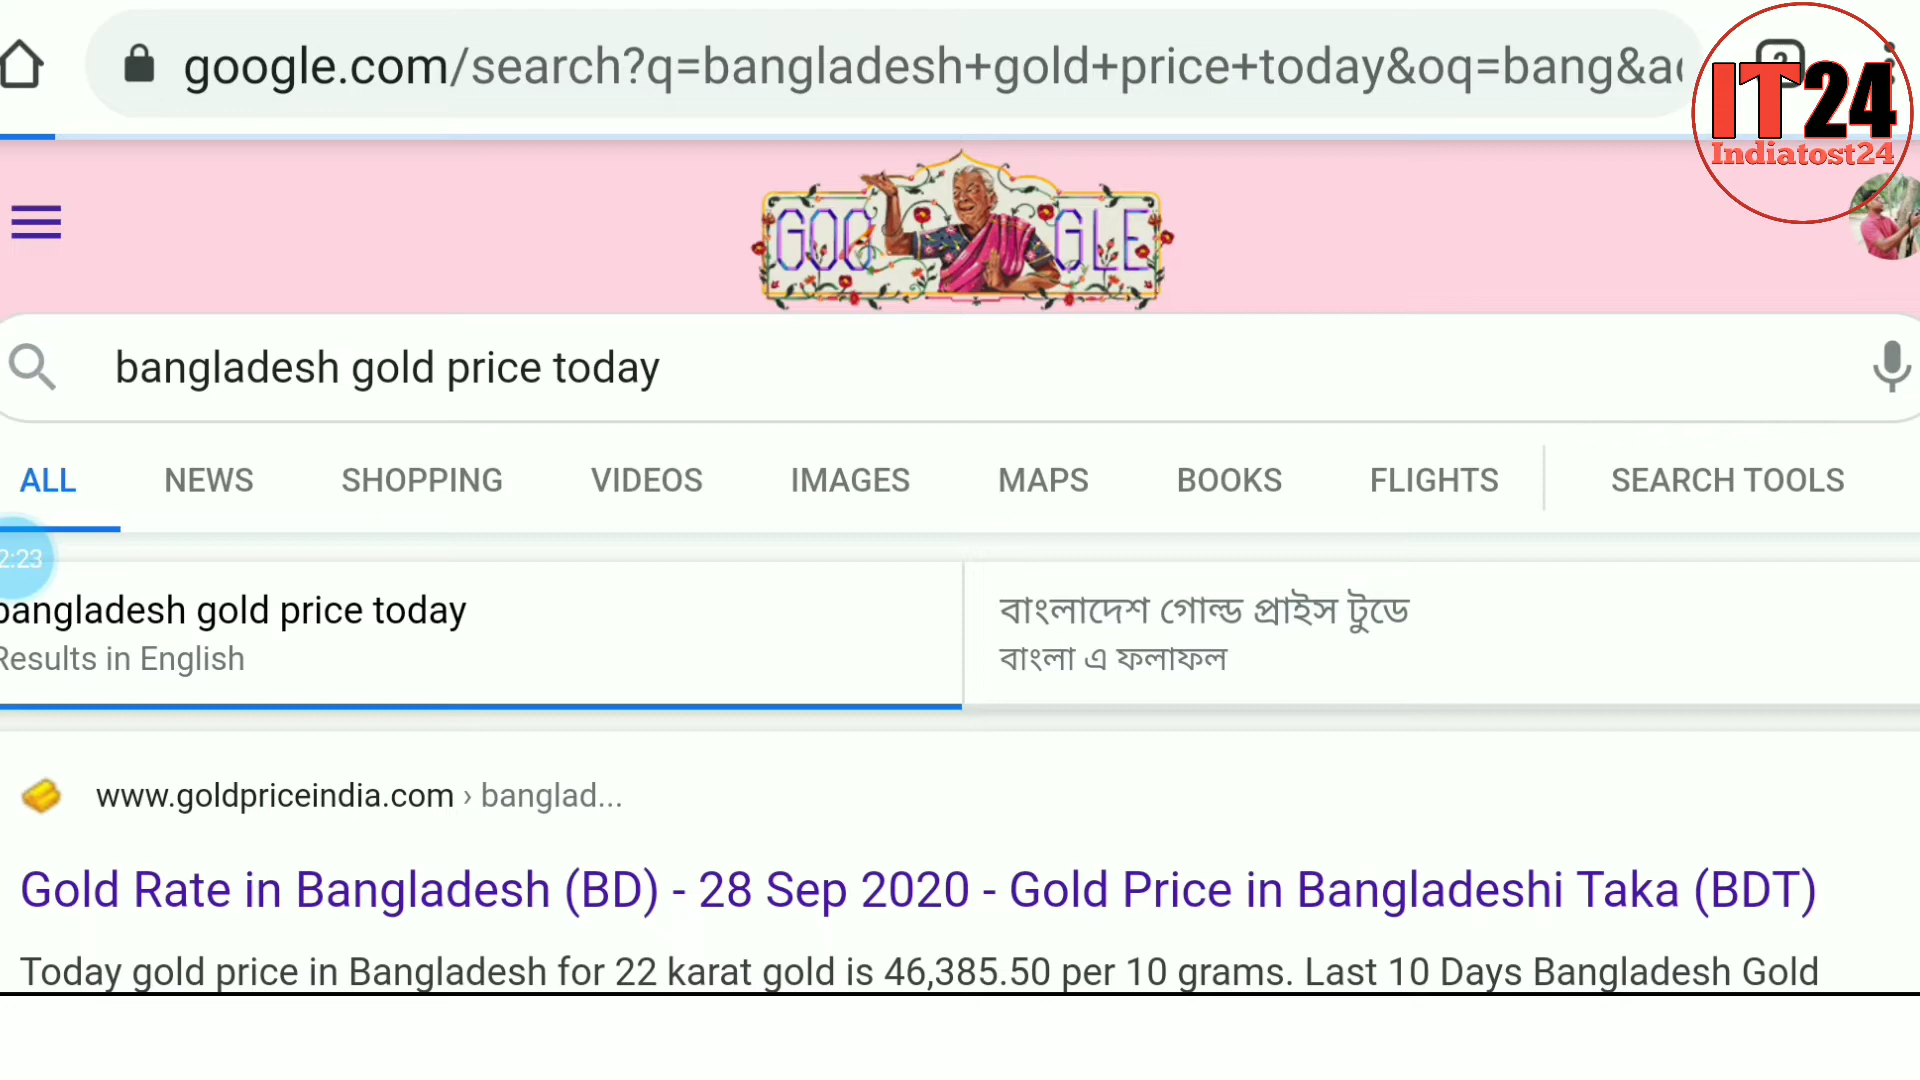 google.com/search?q=bangladesh+gold+price+today&oq=bang&a
IT24
Indiatost24
GOOGLE
bangladesh gold price today
ALL NEWS SHOPPING VIDEOS IMAGES MAPS BOOKS FLIGHTS SEARCH TOOLS
2:23
bangladesh gold price today
Results in English
বাংলাদেশ গোল্ড প্রাইস টুডে
বাংলা এ ফলাফল
www.goldpriceindia.com › banglad...
Gold Rate in Bangladesh (BD) - 28 Sep 2020 - Gold Price in Bangladeshi Taka (BDT)
Today gold price in Bangladesh for 22 karat gold is 46,385.50 per 10 grams. Last 10 Days Bangladesh Gold